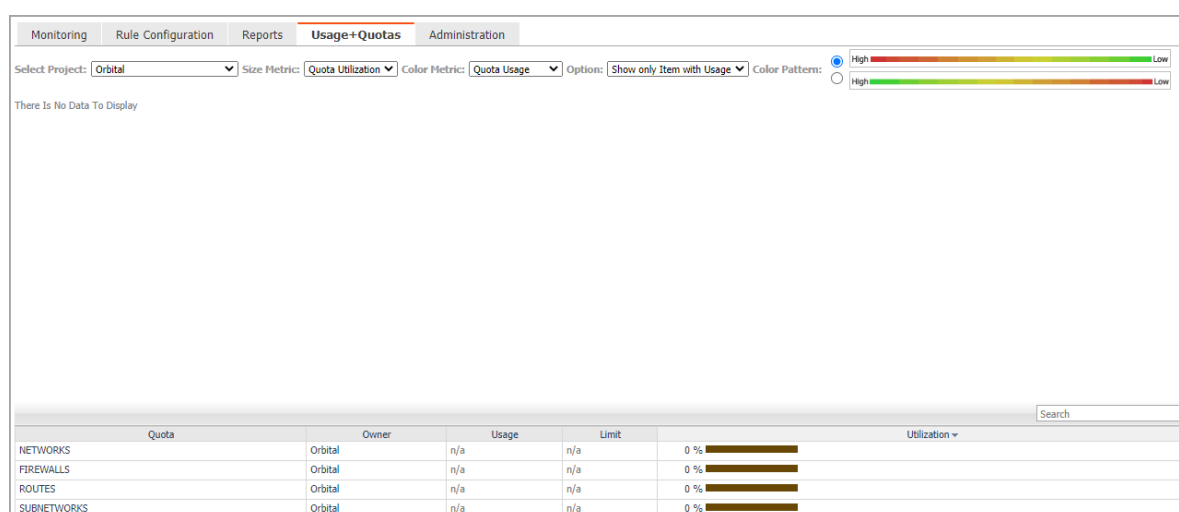 Monitoring Rule Configuration Reports Usage+Quotas Administration
Select Project: Orbital Size Metric: Quota Utilization Color Metric: Quota Usage Option: Show only Item with Usage Color Pattern: High Low
High Low
There Is No Data To Display
Search
Quota Owner Usage Limit Utilization
NETWORKS Orbital n/a n/a 0 %
FIREWALLS Orbital n/a n/a 0 %
ROUTES Orbital n/a n/a 0 %
SUBNETWORKS Orbital n/a n/a 0 %